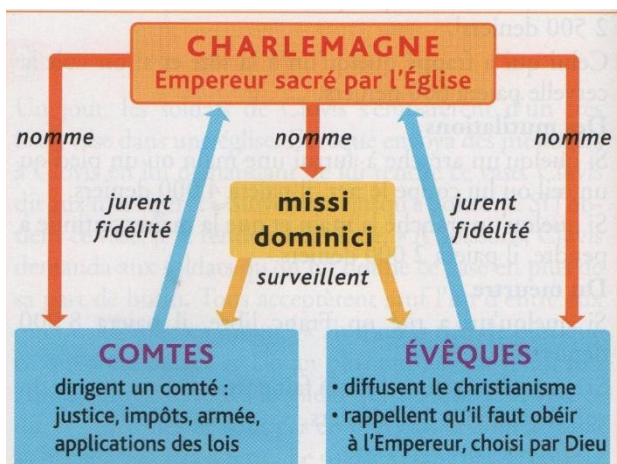 CHARLEMAGNE
Empereur sacré par l'Église
nomme
nomme
nomme
jurent
fidélité
missi
dominici
jurent
fidélité
surveillent
COMTES
dirigent un comté :
justice, impôts, armée,
applications des lois
ÉVÊQUES
• diffusent le christianisme
• rappellent qu'il faut obéir
à l'Empereur, choisi par Dieu